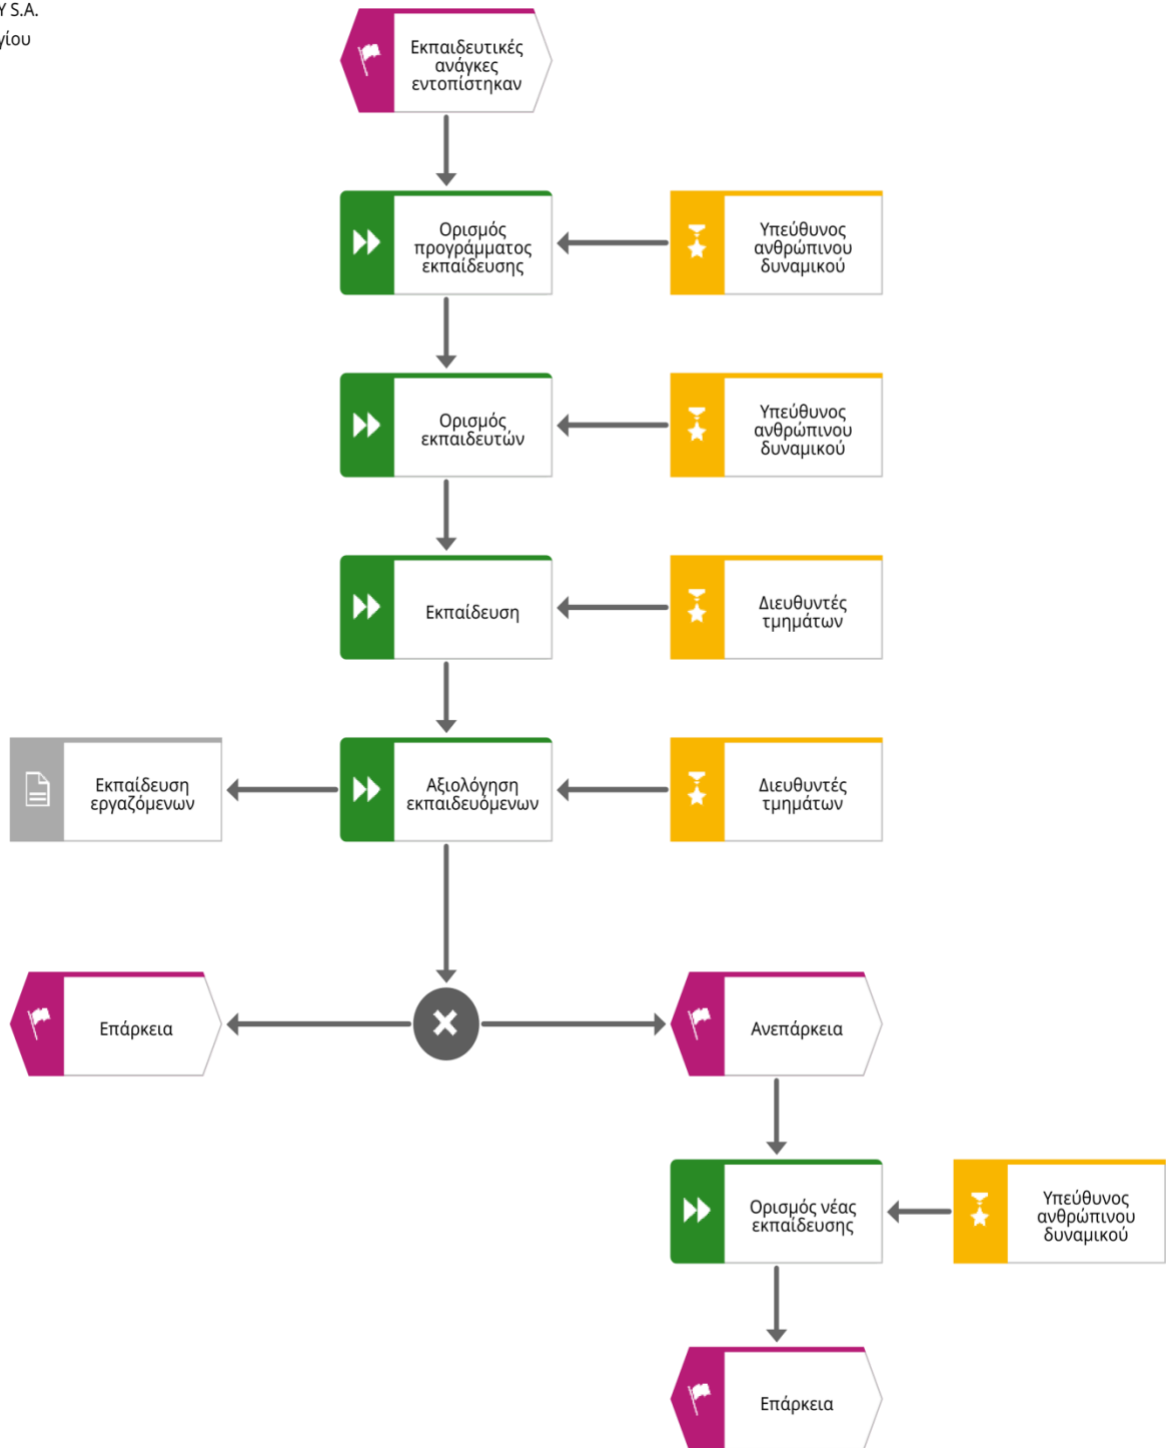 Y S.A.
γίου
Εκπαιδευτικές
ανάγκες
εντοπίστηκαν
Ορισμός
προγράμματος
εκπαίδευσης
Υπεύθυνος
ανθρώπινου
δυναμικού
Ορισμός
εκπαιδευτών
Υπεύθυνος
ανθρώπινου
δυναμικού
Εκπαίδευση
Διευθυντές
τμημάτων
Εκπαίδευση
εργαζόμενων
Αξιολόγηση
εκπαιδευόμενων
Διευθυντές
τμημάτων
Επάρκεια
Ανεπάρκεια
Ορισμός νέας
εκπαίδευσης
Υπεύθυνος
ανθρώπινου
δυναμικού
Επάρκεια